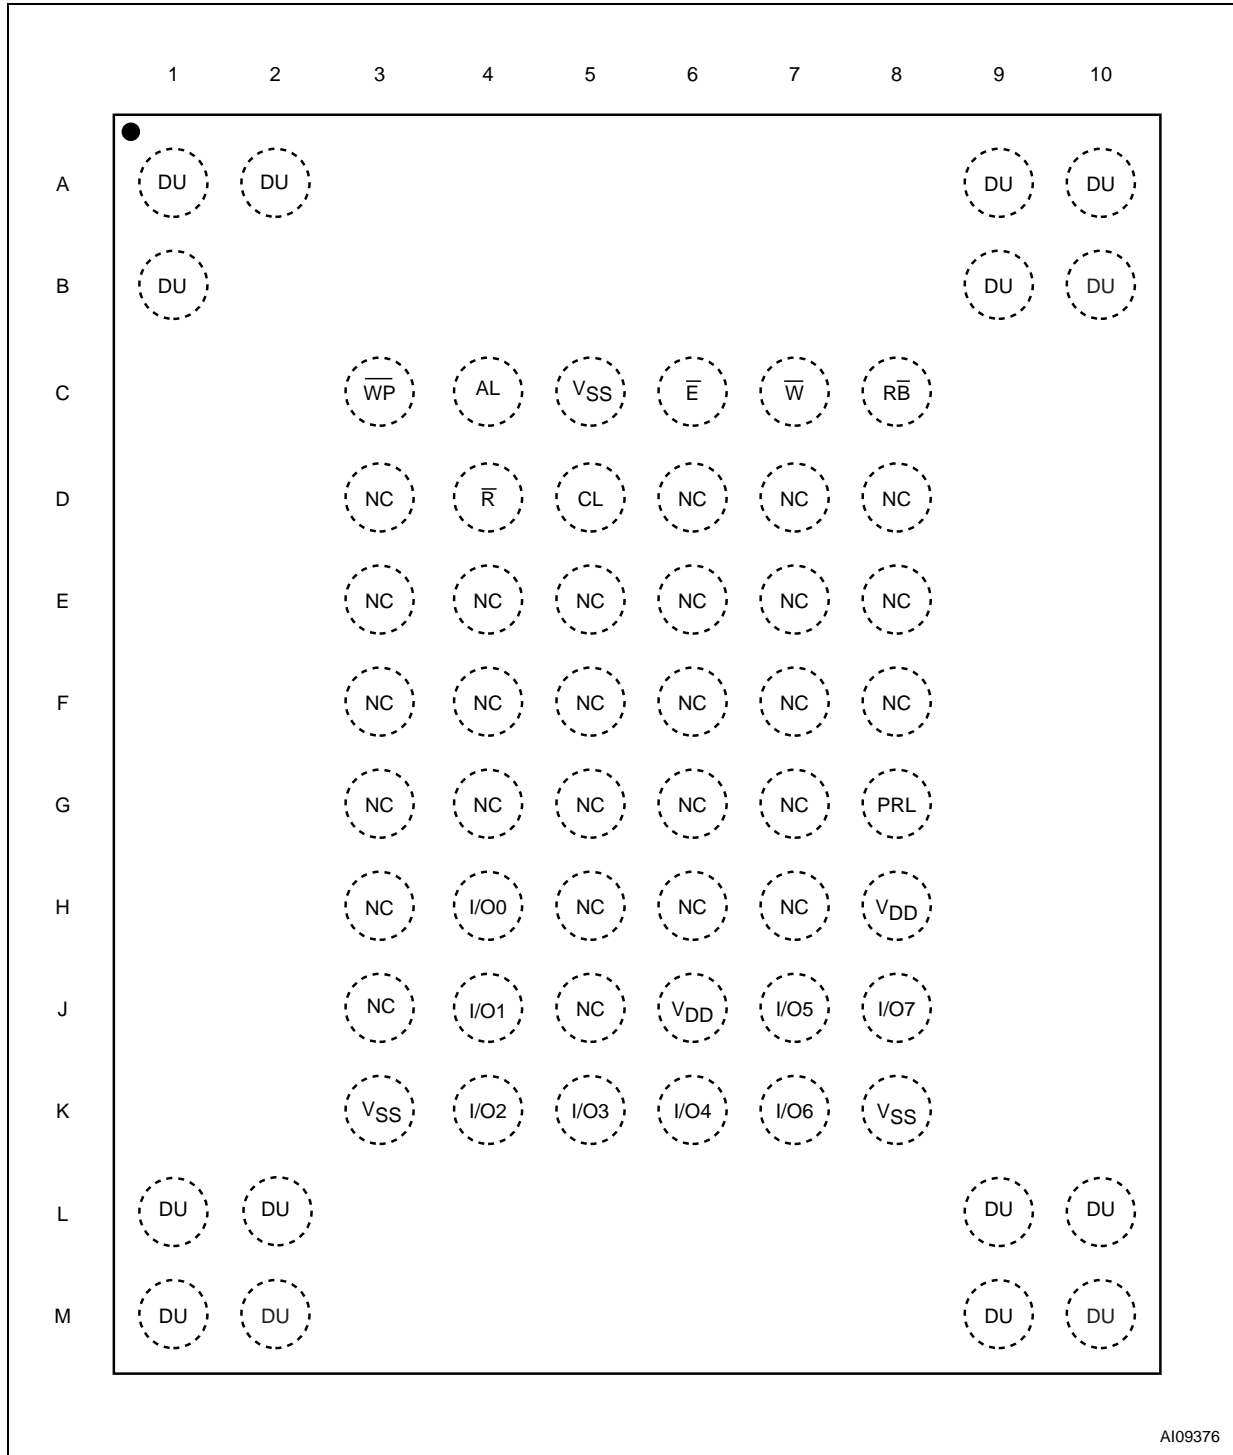 1 2 3 4 5 6 7 8 9 10
A DU DU DU DU
B DU DU DU
C W̅P̅ AL VSS E̅ W̅ RB̅
D NC R̅ CL NC NC NC
E NC NC NC NC NC NC
F NC NC NC NC NC NC
G NC NC NC NC NC PRL
H NC I/O0 NC NC NC VDD
J NC I/O1 NC VDD I/O5 I/O7
K VSS I/O2 I/O3 I/O4 I/O6 VSS
L DU DU DU DU
M DU DU DU DU
AI09376